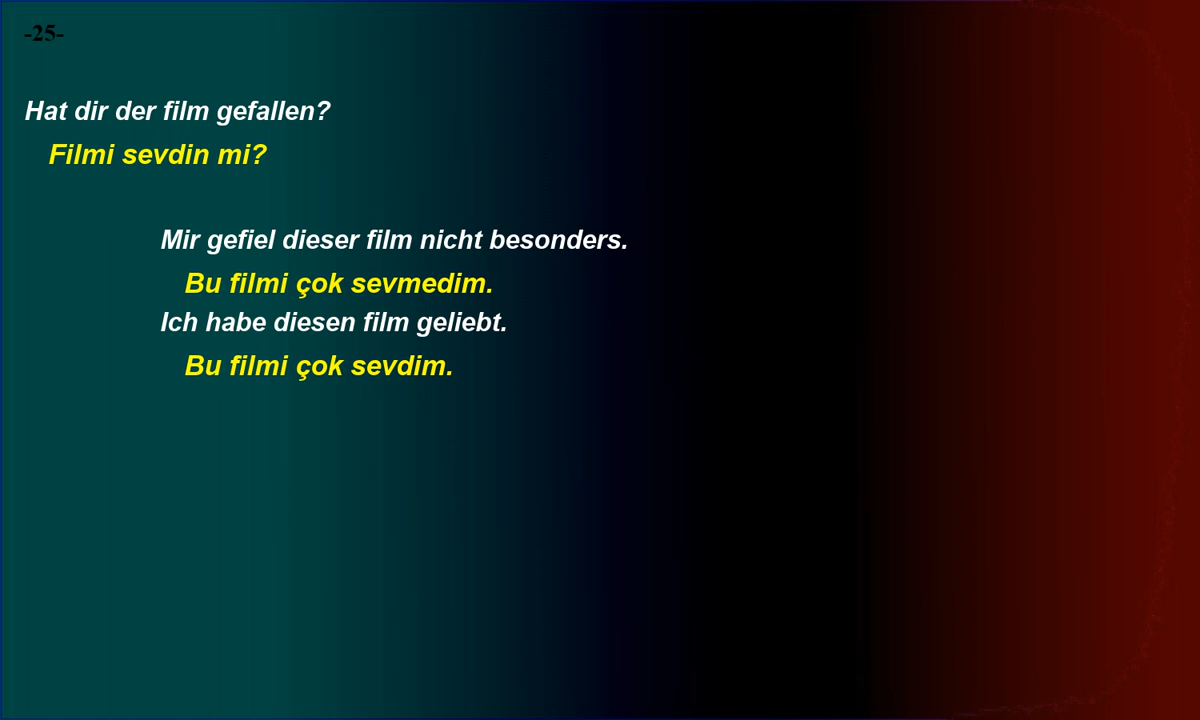 -25-
Hat dir der film gefallen?
Filmi sevdin mi?
Mir gefiel dieser film nicht besonders.
Bu filmi çok sevmedim.
Ich habe diesen film geliebt.
Bu filmi çok sevdim.